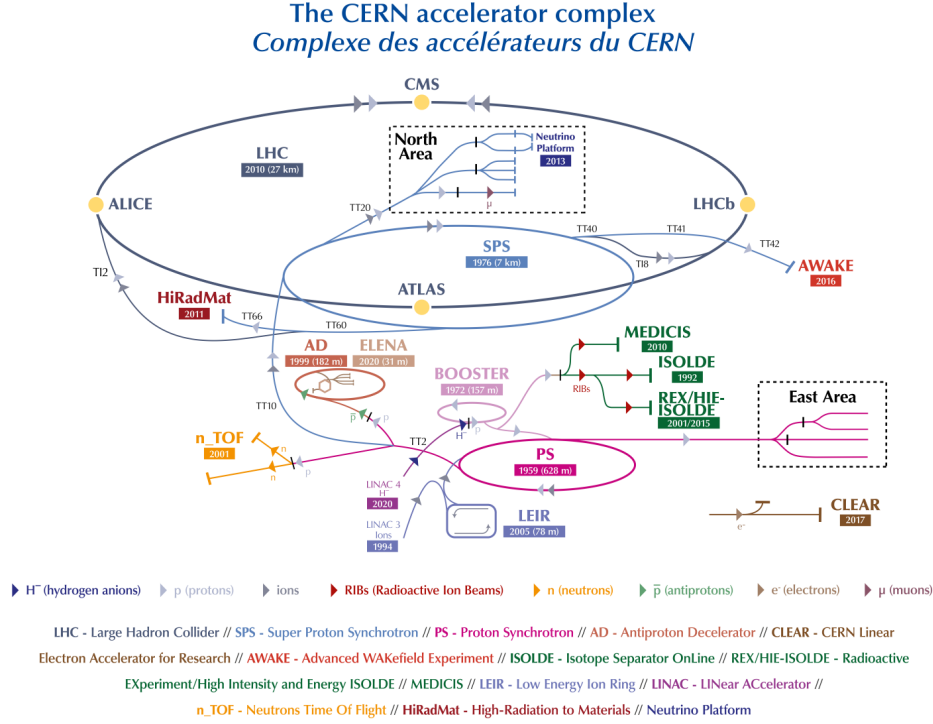 The CERN accelerator complex
Complexe des accélérateurs du CERN
CMS
North
Area
Neutrino
Platform
2013
LHC
2010 (27 km)
μ
ALICE
LHCb
TT20
TT40
TT41
SPS
1976 (7 km)
TT42
TI2
TI8
AWAKE
2016
HiRadMat
2011
ATLAS
TT66
TT60
AD
1999 (182 m)
ELENA
2020 (31 m)
MEDICIS
2010
BOOSTER
1972 (157 m)
ISOLDE
1992
RIBs
REX/HIE-
ISOLDE
2001/2015
East Area
TT10
p̅
p
H⁻
p
n_TOF
2001
n
n
p
TT2
PS
1959 (628 m)
LINAC 4
H⁻
2020
LINAC 3
Ions
1994
LEIR
2005 (78 m)
e⁻
CLEAR
2017
H⁻ (hydrogen anions) p (protons) ions RIBs (Radioactive Ion Beams) n (neutrons) p̅ (antiprotons) e⁻ (electrons) μ (muons)
LHC - Large Hadron Collider // SPS - Super Proton Synchrotron // PS - Proton Synchrotron // AD - Antiproton Decelerator // CLEAR - CERN Linear
Electron Accelerator for Research // AWAKE - Advanced WAKefield Experiment // ISOLDE - Isotope Separator OnLine // REX/HIE-ISOLDE - Radioactive
EXperiment/High Intensity and Energy ISOLDE // MEDICIS // LEIR - Low Energy Ion Ring // LINAC - LINear ACcelerator //
n_TOF - Neutrons Time Of Flight // HiRadMat - High-Radiation to Materials // Neutrino Platform